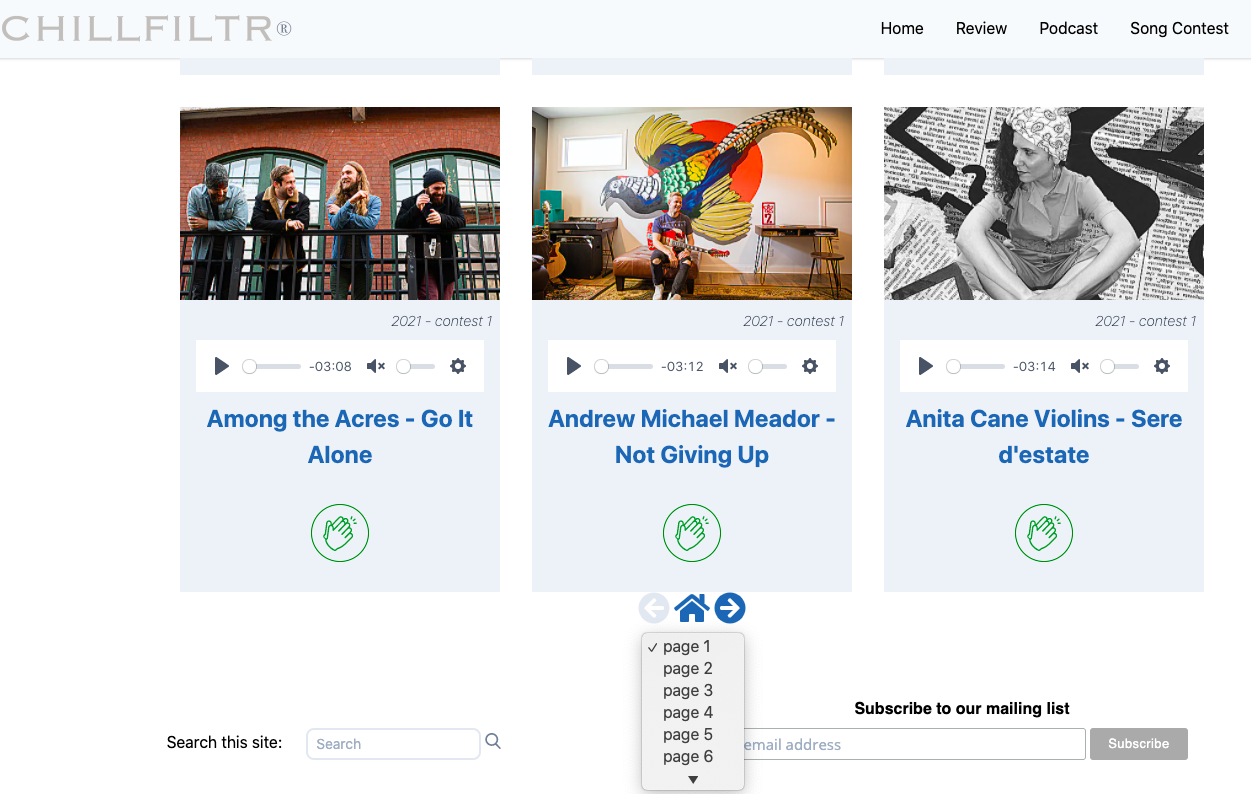 CHILLFILTR®
Home Review Podcast Song Contest
2021 - contest 1
-03:08
Among the Acres - Go It
Alone
2021 - contest 1
-03:12
Andrew Michael Meador -
Not Giving Up
2021 - contest 1
-03:14
Anita Cane Violins - Sere
d'estate
✓ page 1
page 2
page 3
page 4
page 5
page 6
Search this site: Search
Subscribe to our mailing list
email address Subscribe